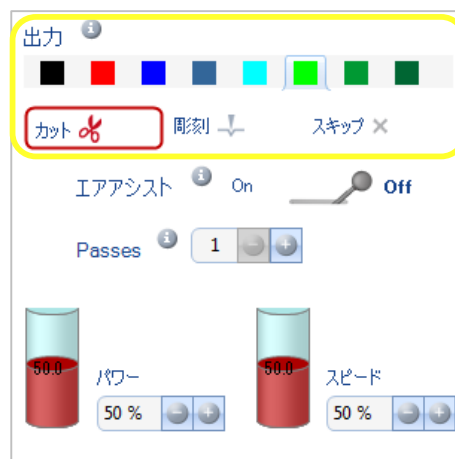 出力
カット 彫刻 スキップ
エアアシスト On Off
Passes 1
50.0 50.0
パワー スピード
50 % 50 %